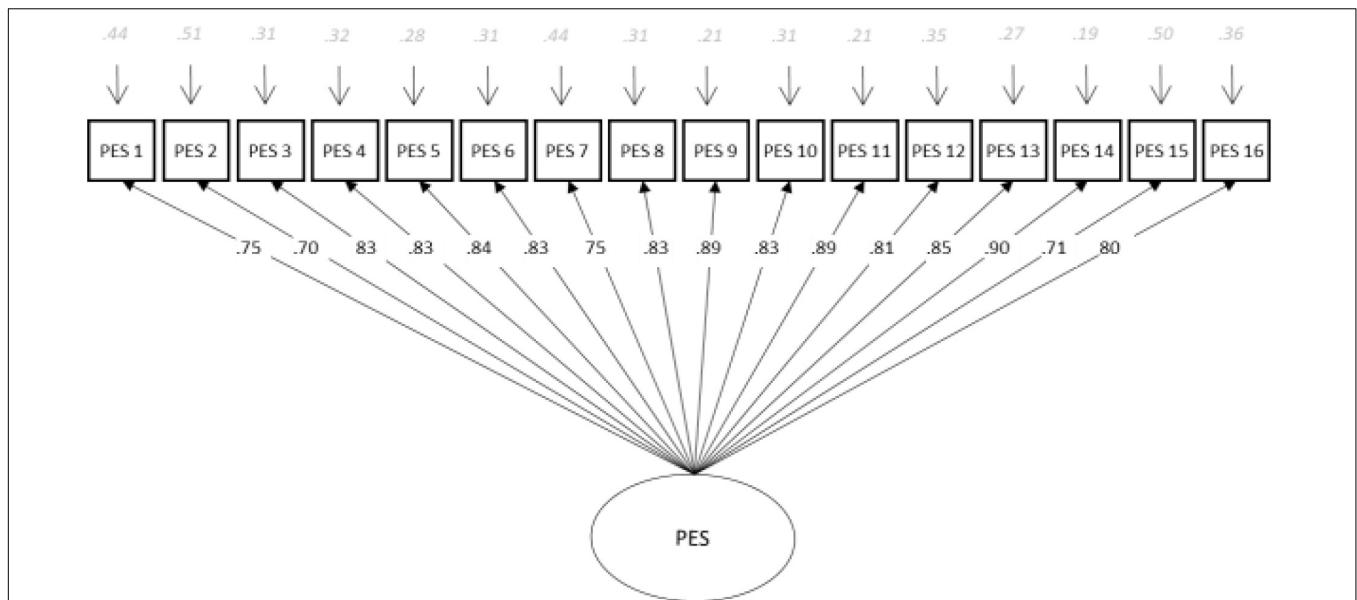 .44 .51 .31 .32 .28 .31 .44 .31 .21 .31 .21 .35 .27 .19 .50 .36
PES 1 PES 2 PES 3 PES 4 PES 5 PES 6 PES 7 PES 8 PES 9 PES 10 PES 11 PES 12 PES 13 PES 14 PES 15 PES 16
.75 .70 83 .83 .84 .83 75 .83 .89 .83 .89 .81 .85 .90 .71 80
PES